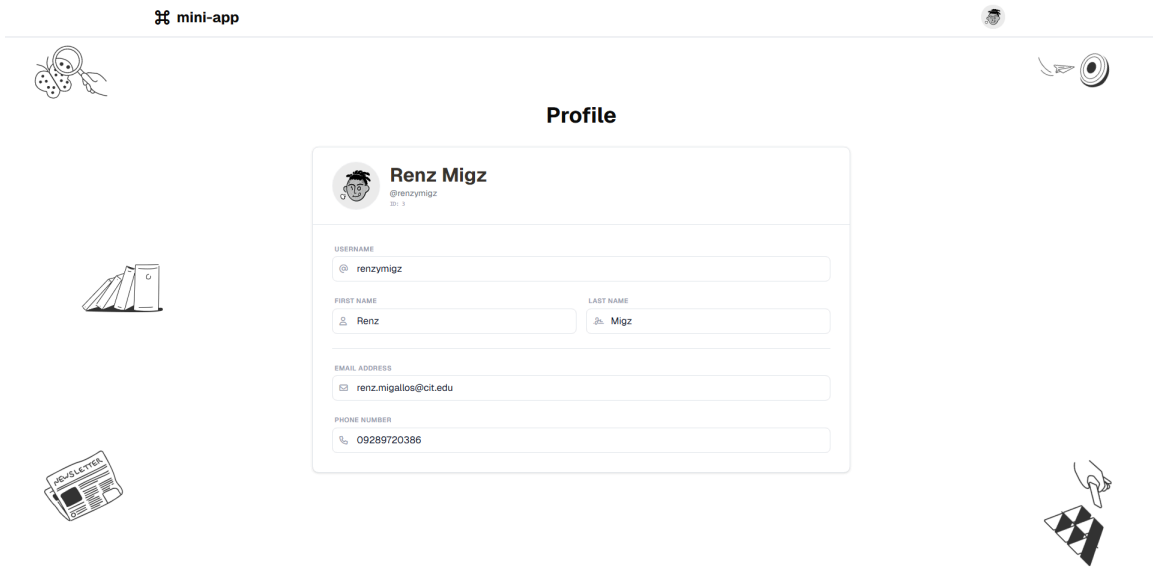 mini-app
Profile
Renz Migz
@renzymigz
ID: 3
USERNAME
renzymigz
FIRST NAME
LAST NAME
Renz
Migz
EMAIL ADDRESS
renz.migallos@cit.edu
PHONE NUMBER
09289720386
NEWSLETTER